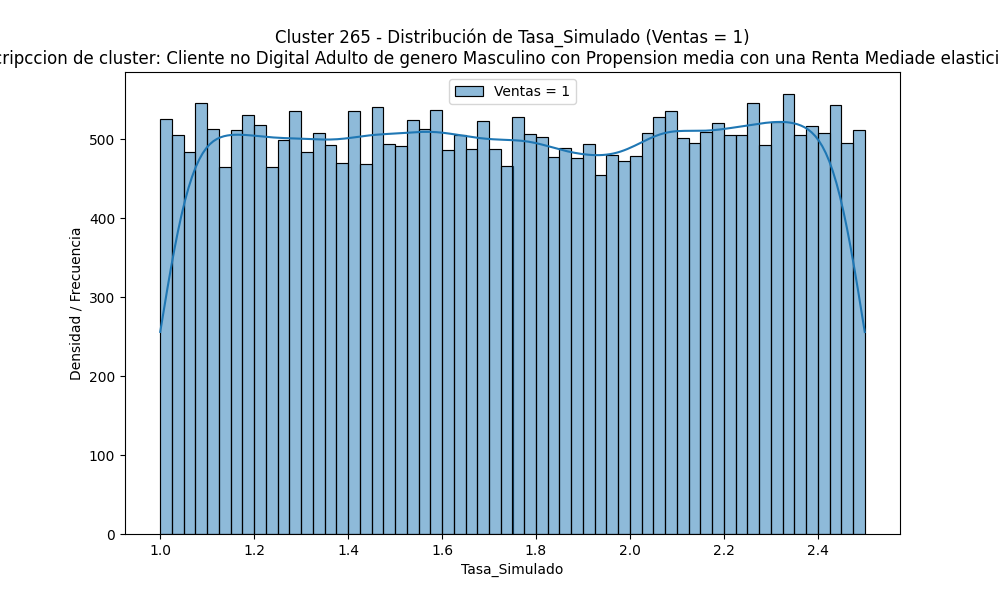 Cluster 265 - Distribución de Tasa_Simulado (Ventas = 1)
cripccion de cluster: Cliente no Digital Adulto de genero Masculino con Propension media con una Renta Mediade elastici
Ventas = 1
Densidad / Frecuencia
500
400
300
200
100
0
1.0 1.2 1.4 1.6 1.8 2.0 2.2 2.4
Tasa_Simulado